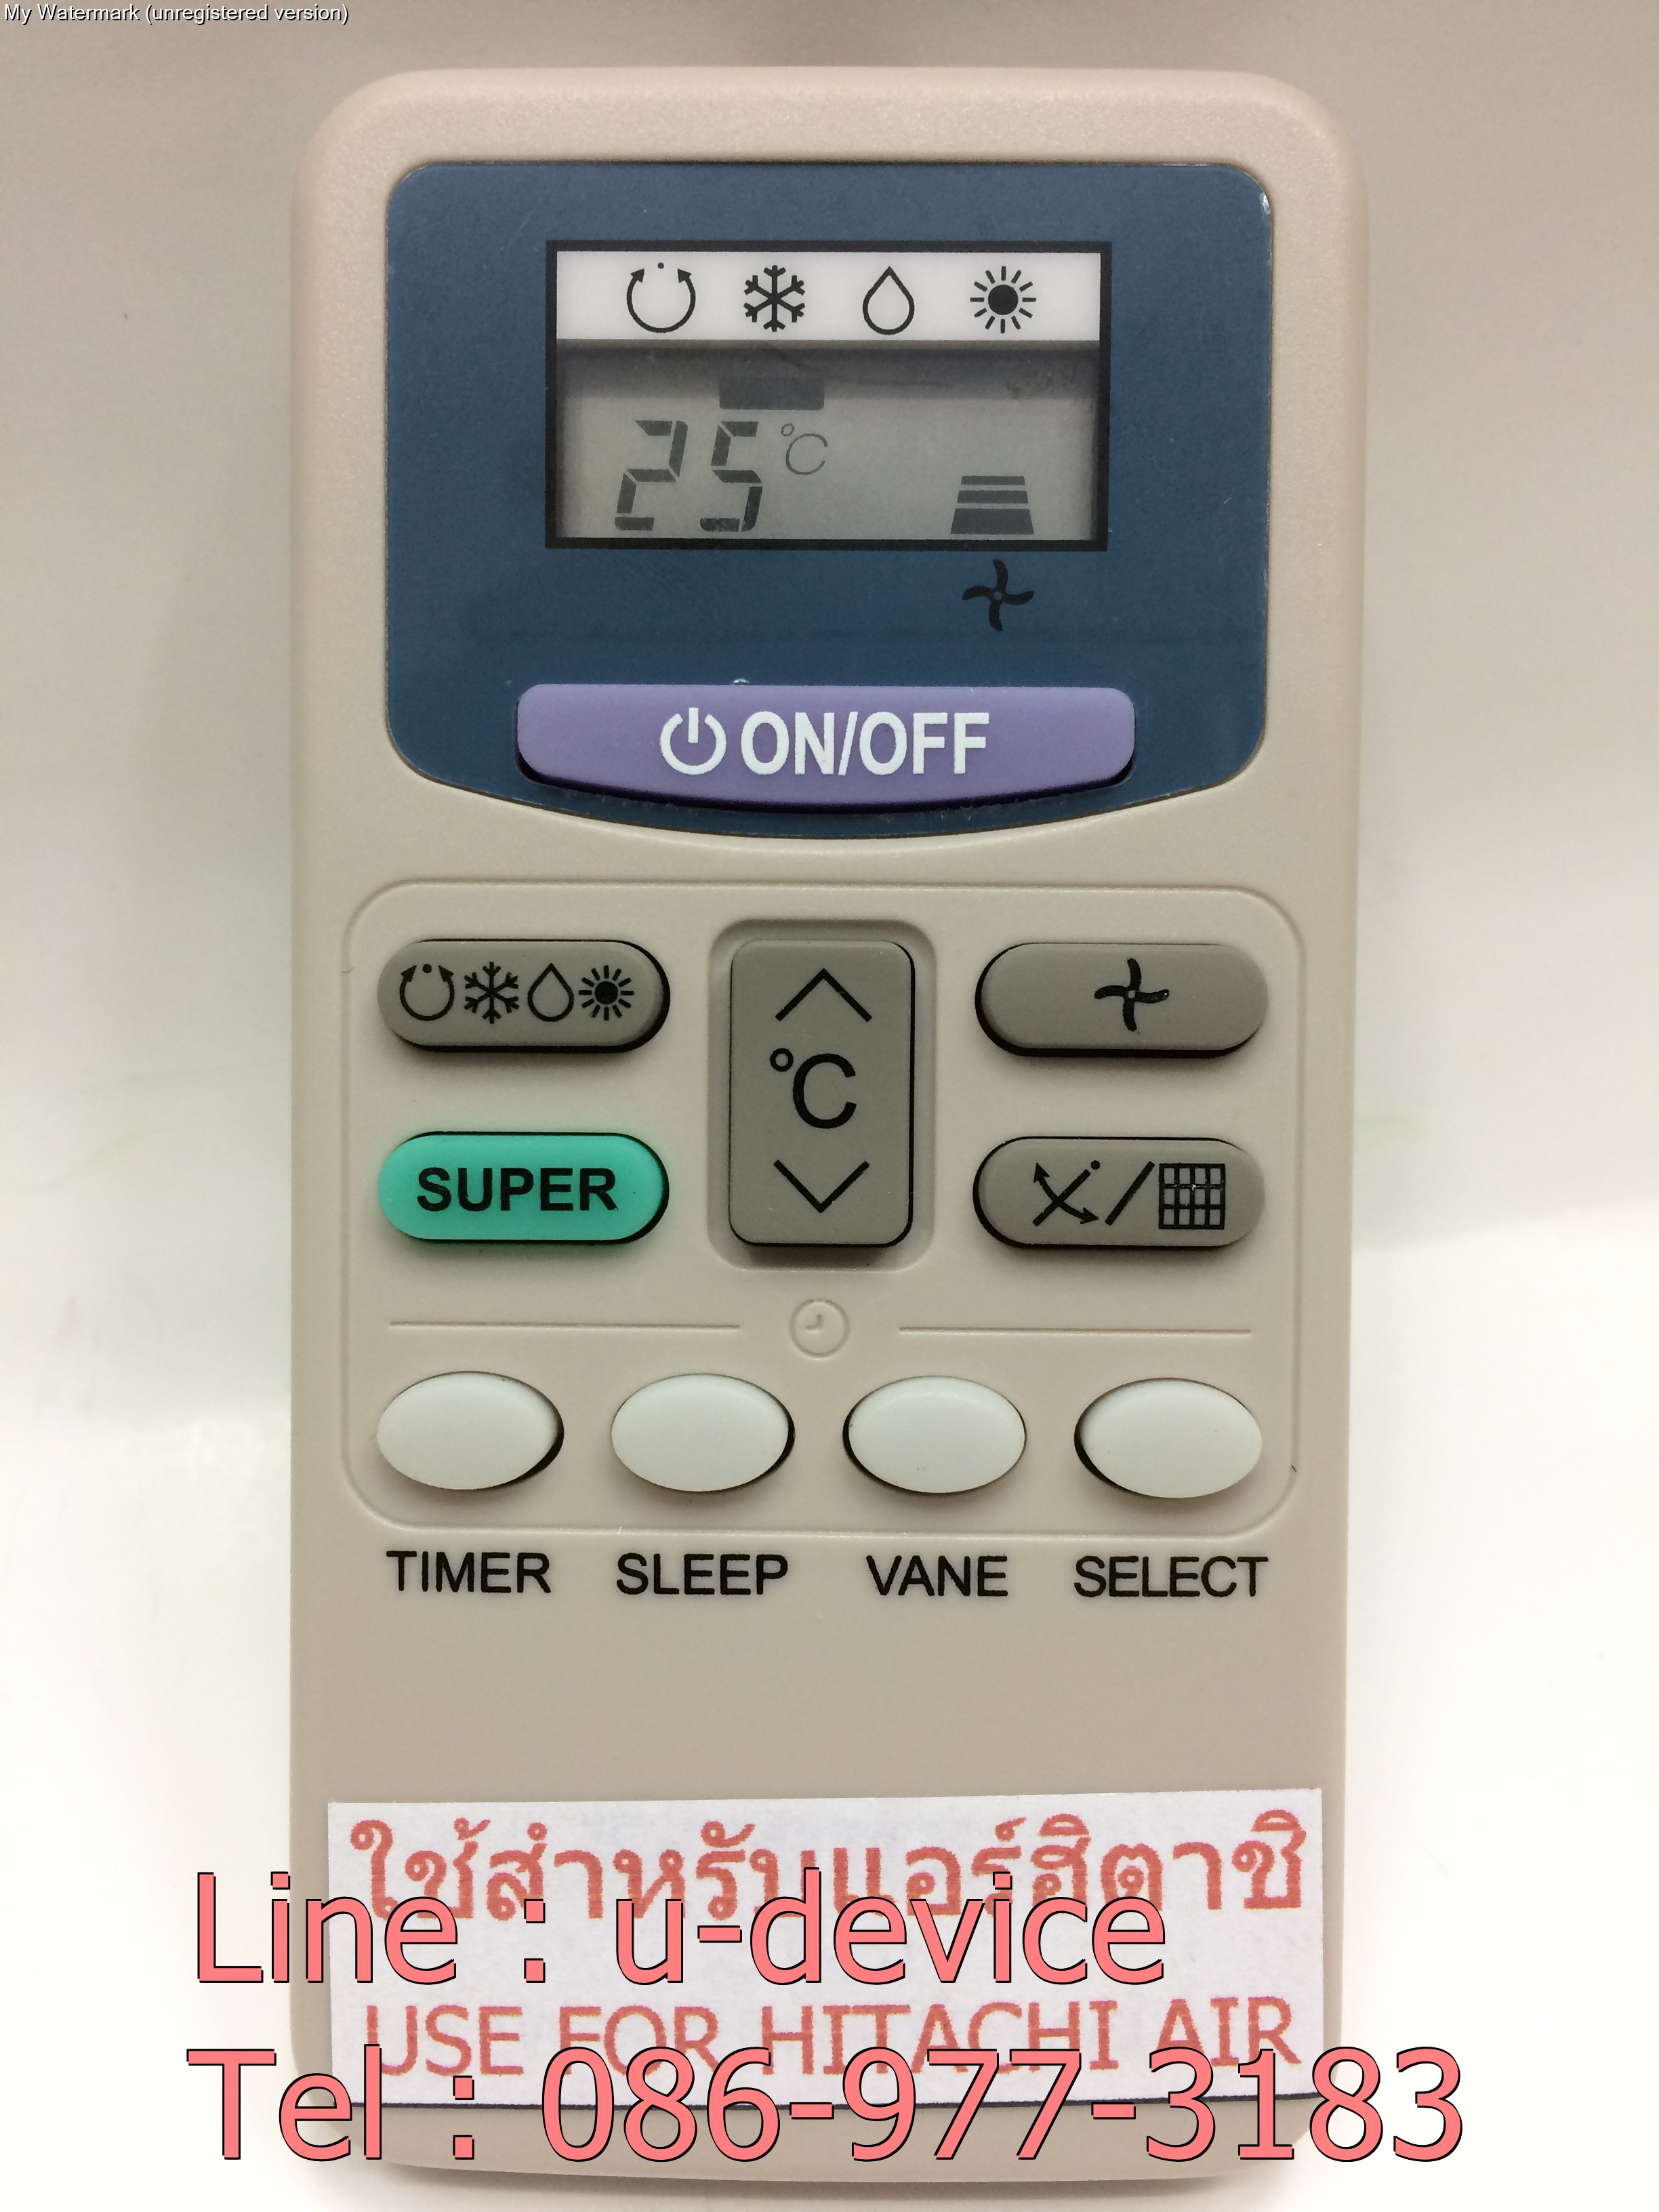 My Watermark (unregistered version)
25 °C
ON/OFF
°C
SUPER
TIMER SLEEP VANE SELECT
ใช้สำหรับแอร์ฮิตาชิ
Line : u-device
USE FOR HITACHI AIR
Tel : 086-977-3183